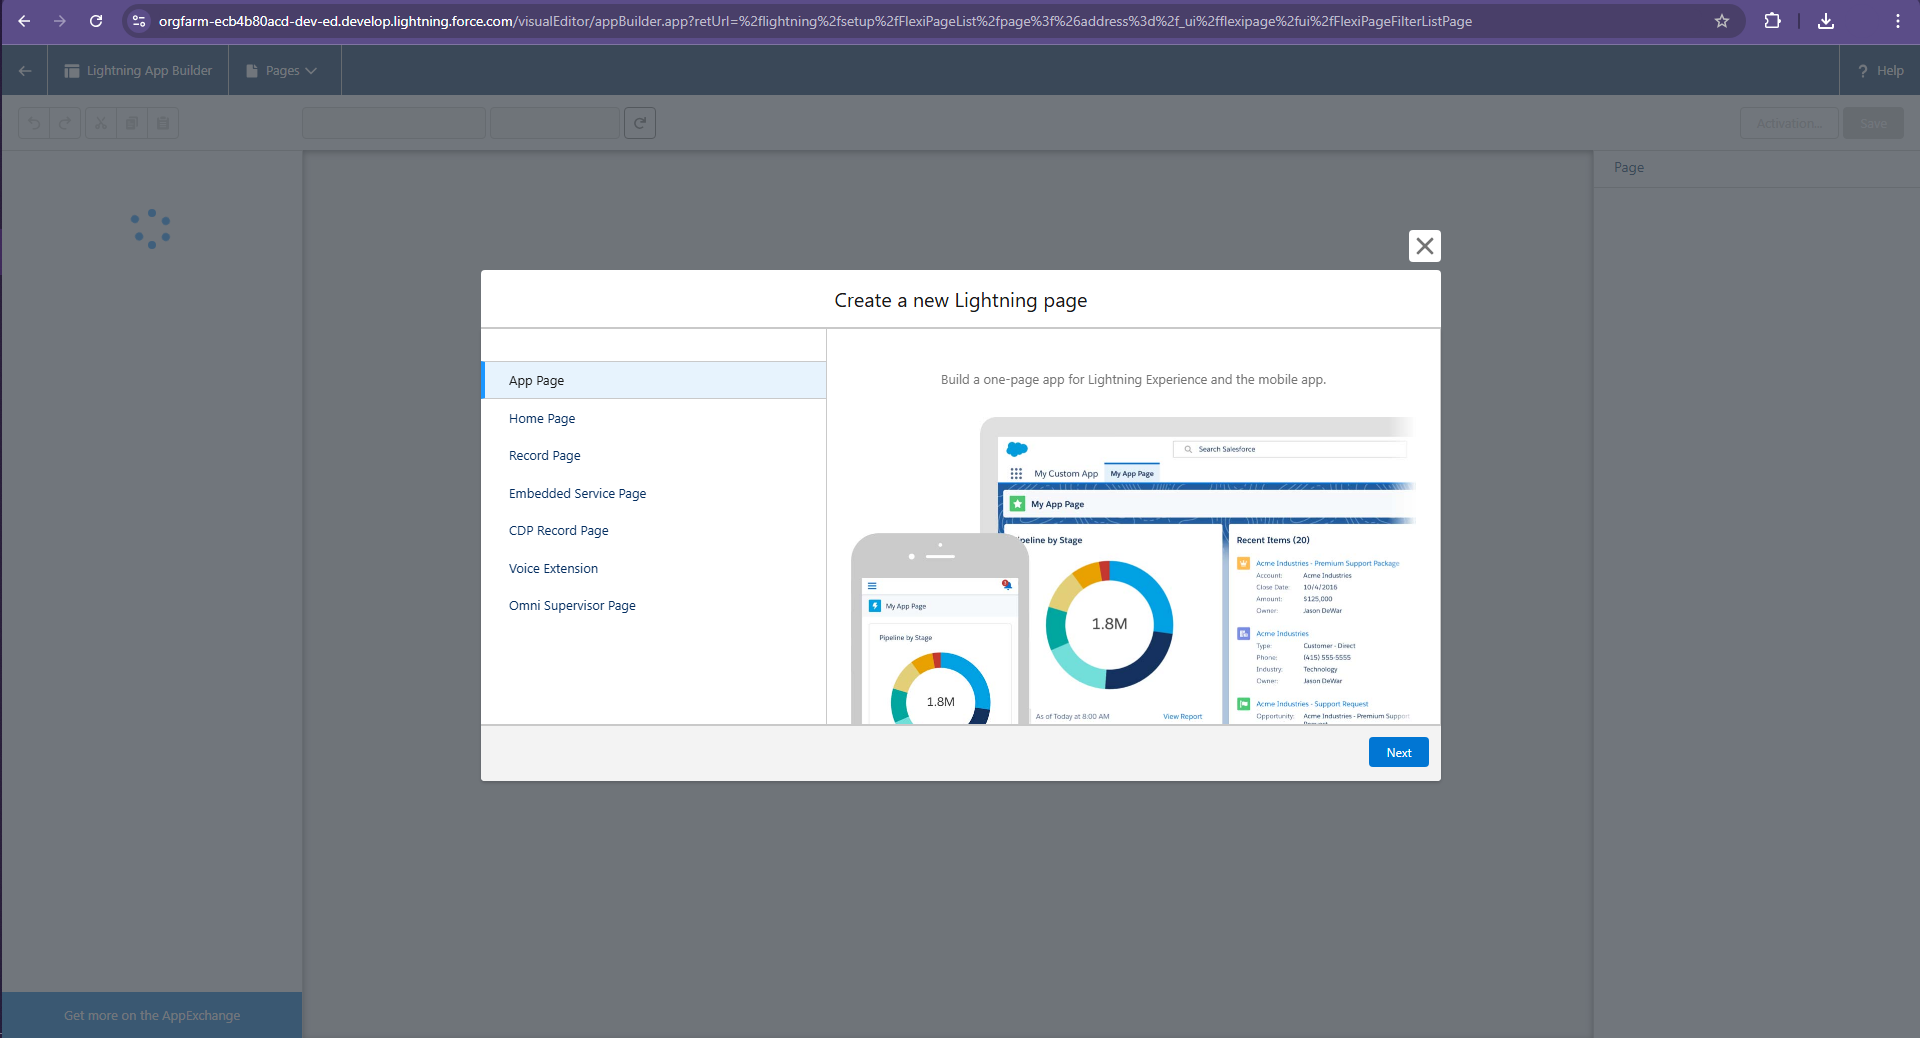 orgfarm-ecb4b80acd-dev-ed.develop.lightning.force.com/visualEditor/appBuilder.app?retUrl=%2flightning%2fsetup%2fFlexiPageList%2fpage%3f%26address%3d%2f_ui%2fflexipage%2fui%2fFlexiPageFilterListPage
Lightning App Builder
Pages
? Help
Activation...
Save
Page
Create a new Lightning page
App Page
Home Page
Record Page
Embedded Service Page
CDP Record Page
Voice Extension
Omni Supervisor Page
Build a one-page app for Lightning Experience and the mobile app.
Search Salesforce
My Custom App
My App Page
My App Page
peline by Stage
1.8M
As of Today at 8:00 AM
View Report
Recent Items (20)
Acme Industries - Premium Support Package
Account: Acme Industries
Close Date: 10/4/2016
Amount: $125,000
Owner: Jason DeWar
Acme Industries
Type: Customer - Direct
Phone: (415) 555-5555
Industry: Technology
Owner: Jason DeWar
Acme Industries - Support Request
Opportunity: Acme Industries - Premium Support
My App Page
Pipeline by Stage
1.8M
Next
Get more on the AppExchange